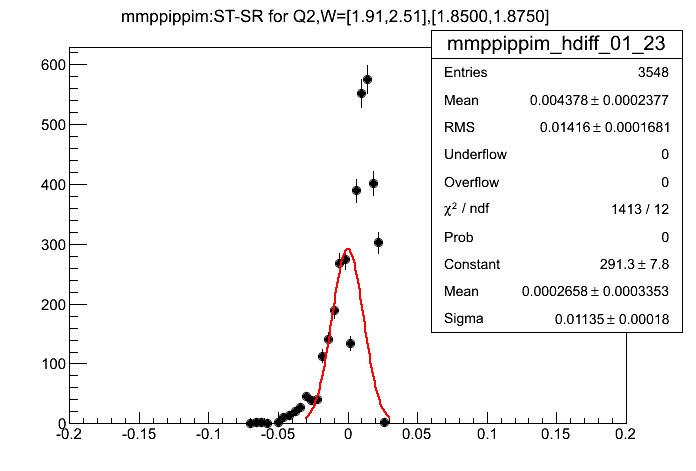 mmppippim:ST-SR for Q2,W=[1.91,2.51],[1.8500,1.8750]
mmppippim_hdiff_01_23
Entries 3548
Mean 0.004378 ± 0.0002377
RMS 0.01416 ± 0.0001681
Underflow 0
Overflow 0
χ² / ndf 1413 / 12
Prob 0
Constant 291.3 ± 7.8
Mean 0.0002658 ± 0.0003353
Sigma 0.01135 ± 0.00018
600
500
400
300
200
100
0
-0.2 -0.15 -0.1 -0.05 0 0.05 0.1 0.15 0.2